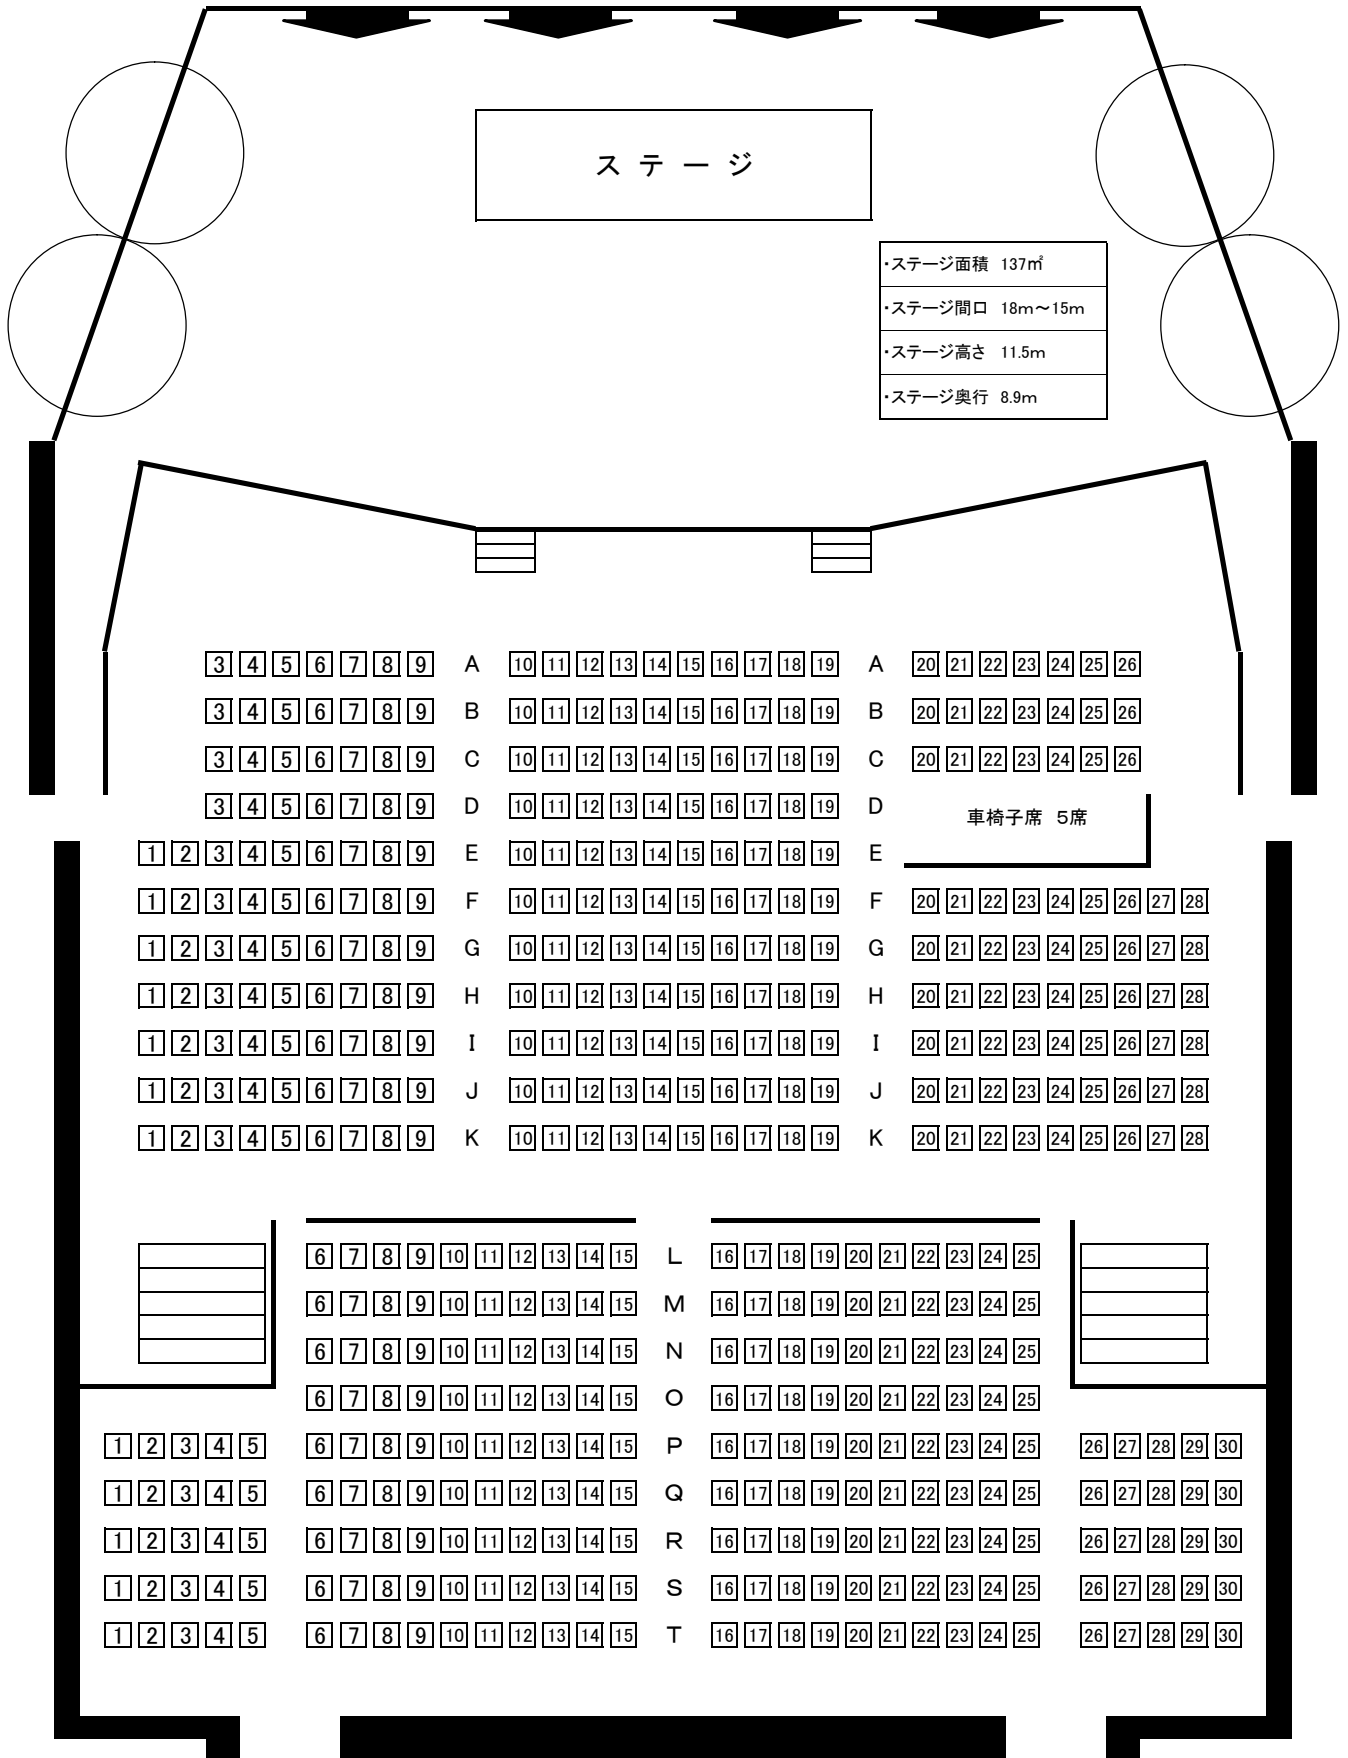 ステージ
・ステージ面積 137㎡
・ステージ間口 18m～15m
・ステージ高さ 11.5m
・ステージ奥行 8.9m
3 4 5 6 7 8 9 A 10 11 12 13 14 15 16 17 18 19 A 20 21 22 23 24 25 26
3 4 5 6 7 8 9 B 10 11 12 13 14 15 16 17 18 19 B 20 21 22 23 24 25 26
3 4 5 6 7 8 9 C 10 11 12 13 14 15 16 17 18 19 C 20 21 22 23 24 25 26
3 4 5 6 7 8 9 D 10 11 12 13 14 15 16 17 18 19 D
車椅子席 5席
1 2 3 4 5 6 7 8 9 E 10 11 12 13 14 15 16 17 18 19 E
1 2 3 4 5 6 7 8 9 F 10 11 12 13 14 15 16 17 18 19 F 20 21 22 23 24 25 26 27 28
1 2 3 4 5 6 7 8 9 G 10 11 12 13 14 15 16 17 18 19 G 20 21 22 23 24 25 26 27 28
1 2 3 4 5 6 7 8 9 H 10 11 12 13 14 15 16 17 18 19 H 20 21 22 23 24 25 26 27 28
1 2 3 4 5 6 7 8 9 I 10 11 12 13 14 15 16 17 18 19 I 20 21 22 23 24 25 26 27 28
1 2 3 4 5 6 7 8 9 J 10 11 12 13 14 15 16 17 18 19 J 20 21 22 23 24 25 26 27 28
1 2 3 4 5 6 7 8 9 K 10 11 12 13 14 15 16 17 18 19 K 20 21 22 23 24 25 26 27 28
6 7 8 9 10 11 12 13 14 15 L 16 17 18 19 20 21 22 23 24 25
6 7 8 9 10 11 12 13 14 15 M 16 17 18 19 20 21 22 23 24 25
6 7 8 9 10 11 12 13 14 15 N 16 17 18 19 20 21 22 23 24 25
6 7 8 9 10 11 12 13 14 15 O 16 17 18 19 20 21 22 23 24 25
1 2 3 4 5 6 7 8 9 10 11 12 13 14 15 P 16 17 18 19 20 21 22 23 24 25 26 27 28 29 30
1 2 3 4 5 6 7 8 9 10 11 12 13 14 15 Q 16 17 18 19 20 21 22 23 24 25 26 27 28 29 30
1 2 3 4 5 6 7 8 9 10 11 12 13 14 15 R 16 17 18 19 20 21 22 23 24 25 26 27 28 29 30
1 2 3 4 5 6 7 8 9 10 11 12 13 14 15 S 16 17 18 19 20 21 22 23 24 25 26 27 28 29 30
1 2 3 4 5 6 7 8 9 10 11 12 13 14 15 T 16 17 18 19 20 21 22 23 24 25 26 27 28 29 30